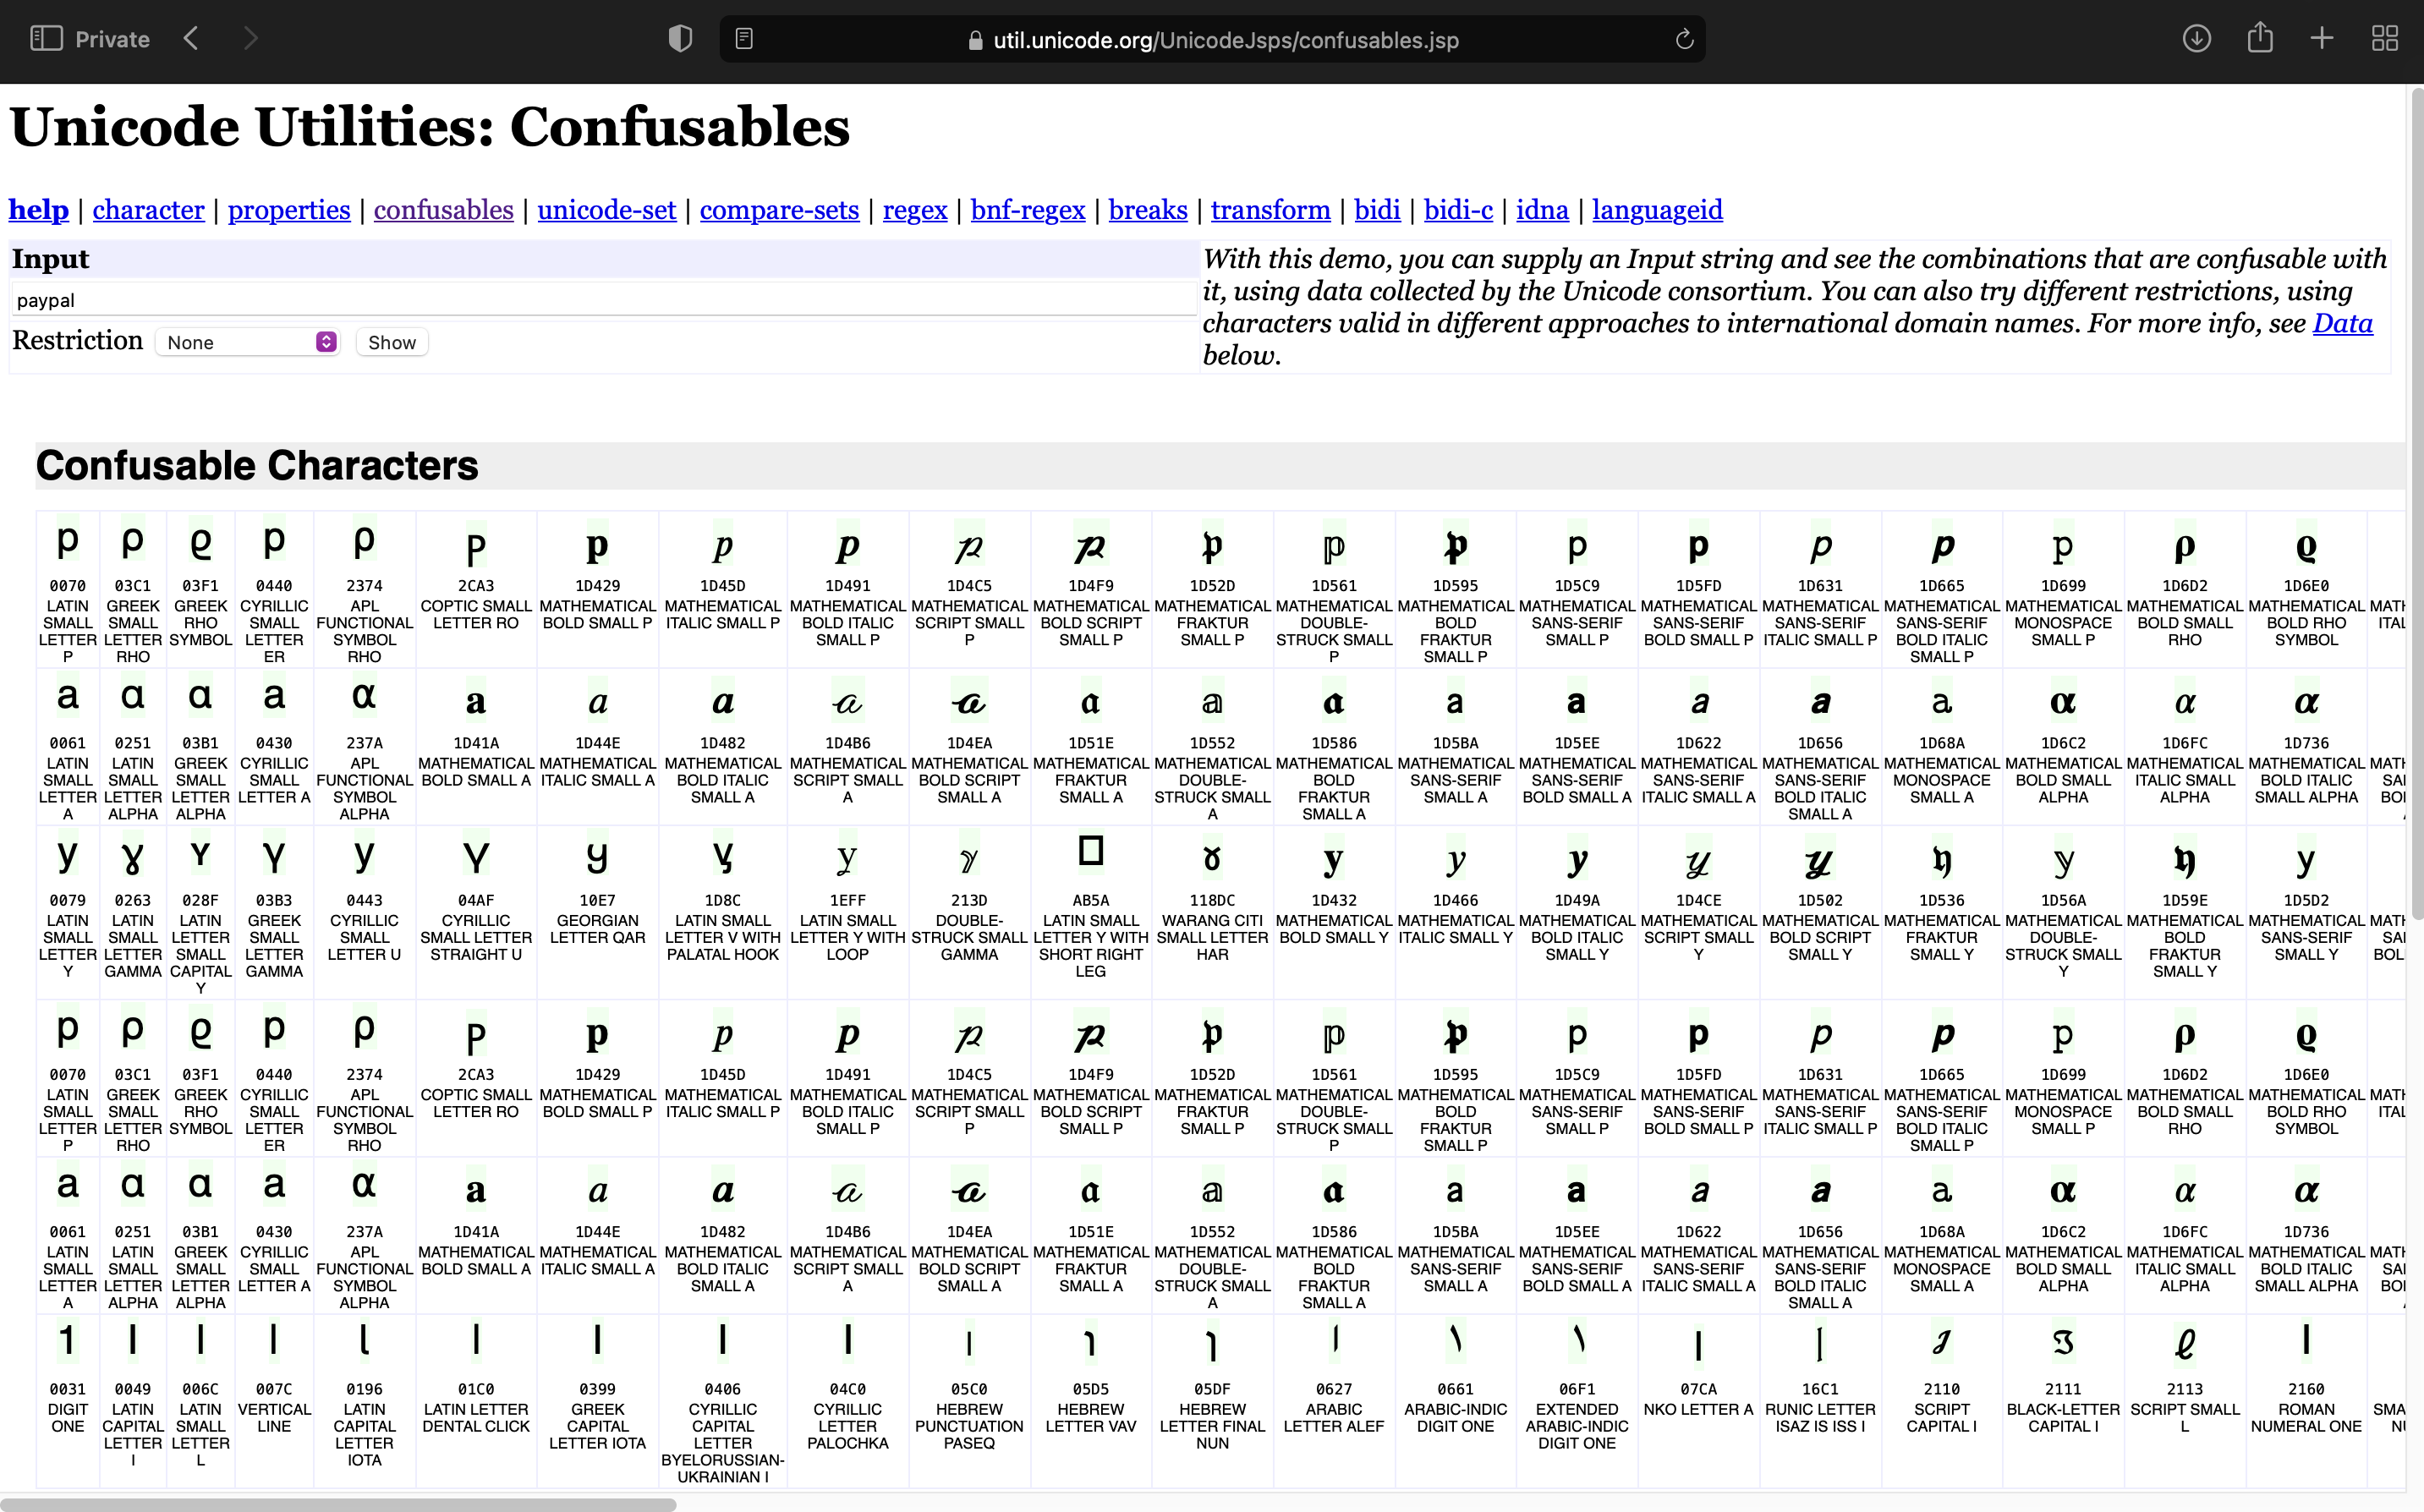 Private
util.unicode.org/UnicodeJsps/confusables.jsp
Unicode Utilities: Confusables
help | character | properties | confusables | unicode-set | compare-sets | regex | bnf-regex | breaks | transform | bidi | bidi-c | idna | languageid
Input
paypal
Restriction None Show
With this demo, you can supply an Input string and see the combinations that are confusable with
it, using data collected by the Unicode consortium. You can also try different restrictions, using
characters valid in different approaches to international domain names. For more info, see Data
below.
Confusable Characters
p ρ ϱ р ⍴ ⲣ 𝐩 𝑝 𝒑 𝓅 𝓹 𝔭 𝕡 𝖕 𝗉 𝗽 𝘱 𝙥 𝚙 𝛒 𝛠
0070 03C1 03F1 0440 2374 2CA3 1D429 1D45D 1D491 1D4C5 1D4F9 1D52D 1D561 1D595 1D5C9 1D5FD 1D631 1D665 1D699 1D6D2 1D6E0
LATIN GREEK GREEK CYRILLIC APL COPTIC SMALL MATHEMATICAL MATHEMATICAL MATHEMATICAL MATHEMATICAL MATHEMATICAL MATHEMATICAL MATHEMATICAL MATHEMATICAL MATHEMATICAL MATHEMATICAL MATHEMATICAL MATHEMATICAL MATHEMATICAL MATHEMATICAL MATHEMATICAL
SMALL SMALL RHO SMALL FUNCTIONAL LETTER RO BOLD SMALL P ITALIC SMALL P BOLD ITALIC SCRIPT SMALL BOLD SCRIPT FRAKTUR DOUBLE- BOLD SANS-SERIF SANS-SERIF SANS-SERIF SANS-SERIF MONOSPACE BOLD SMALL BOLD RHO
LETTER LETTER SYMBOL LETTER SYMBOL SMALL P P SMALL P SMALL P STRUCK SMALL FRAKTUR SMALL P BOLD SMALL P ITALIC SMALL P BOLD ITALIC SMALL P RHO SYMBOL
P RHO ER RHO P SMALL P SMALL P
a ɑ α а ⍺ 𝐚 𝑎 𝒂 𝒶 𝓪 𝔞 𝕒 𝖆 𝖺 𝗮 𝘢 𝙖 𝚊 𝛂 𝛼 𝜶
0061 0251 03B1 0430 237A 1D41A 1D44E 1D482 1D4B6 1D4EA 1D51E 1D552 1D586 1D5BA 1D5EE 1D622 1D656 1D68A 1D6C2 1D6FC 1D736
LATIN LATIN GREEK CYRILLIC APL MATHEMATICAL MATHEMATICAL MATHEMATICAL MATHEMATICAL MATHEMATICAL MATHEMATICAL MATHEMATICAL MATHEMATICAL MATHEMATICAL MATHEMATICAL MATHEMATICAL MATHEMATICAL MATHEMATICAL MATHEMATICAL MATHEMATICAL MATHEMATICAL
SMALL SMALL SMALL SMALL FUNCTIONAL BOLD SMALL A ITALIC SMALL A BOLD ITALIC SCRIPT SMALL BOLD SCRIPT FRAKTUR DOUBLE- BOLD SANS-SERIF SANS-SERIF SANS-SERIF SANS-SERIF MONOSPACE BOLD SMALL ITALIC SMALL BOLD ITALIC
LETTER LETTER LETTER LETTER A SYMBOL SMALL A A SMALL A SMALL A STRUCK SMALL FRAKTUR SMALL A BOLD SMALL A ITALIC SMALL A BOLD ITALIC SMALL A ALPHA ALPHA SMALL ALPHA
A ALPHA ALPHA ALPHA A SMALL A SMALL A
y ɣ ʏ γ у ү ყ ᶌ ỿ ℽ ꭚ 𑣜 𝐲 𝑦 𝒚 𝓎 𝔂 𝔶 𝕪 𝖞 𝗒
0079 0263 028F 03B3 0443 04AF 10E7 1D8C 1EFF 213D AB5A 118DC 1D432 1D466 1D49A 1D4CE 1D502 1D536 1D56A 1D59E 1D5D2
LATIN LATIN LATIN GREEK CYRILLIC CYRILLIC GEORGIAN LATIN SMALL LATIN SMALL DOUBLE- LATIN SMALL WARANG CITI MATHEMATICAL MATHEMATICAL MATHEMATICAL MATHEMATICAL MATHEMATICAL MATHEMATICAL MATHEMATICAL MATHEMATICAL MATHEMATICAL
SMALL SMALL LETTER SMALL SMALL SMALL LETTER LETTER QAR LETTER V WITH LETTER Y WITH STRUCK SMALL LETTER Y WITH SMALL LETTER BOLD SMALL Y ITALIC SMALL Y BOLD ITALIC SCRIPT SMALL BOLD SCRIPT FRAKTUR DOUBLE- BOLD SANS-SERIF
LETTER LETTER SMALL LETTER LETTER U STRAIGHT U PALATAL HOOK LOOP GAMMA SHORT RIGHT HAR SMALL Y Y SMALL Y SMALL Y STRUCK SMALL FRAKTUR SMALL Y
Y GAMMA CAPITAL GAMMA LEG Y SMALL Y
Y
p ρ ϱ р ⍴ ⲣ 𝐩 𝑝 𝒑 𝓅 𝓹 𝔭 𝕡 𝖕 𝗉 𝗽 𝘱 𝙥 𝚙 𝛒 𝛠
0070 03C1 03F1 0440 2374 2CA3 1D429 1D45D 1D491 1D4C5 1D4F9 1D52D 1D561 1D595 1D5C9 1D5FD 1D631 1D665 1D699 1D6D2 1D6E0
LATIN GREEK GREEK CYRILLIC APL COPTIC SMALL MATHEMATICAL MATHEMATICAL MATHEMATICAL MATHEMATICAL MATHEMATICAL MATHEMATICAL MATHEMATICAL MATHEMATICAL MATHEMATICAL MATHEMATICAL MATHEMATICAL MATHEMATICAL MATHEMATICAL MATHEMATICAL MATHEMATICAL
SMALL SMALL RHO SMALL FUNCTIONAL LETTER RO BOLD SMALL P ITALIC SMALL P BOLD ITALIC SCRIPT SMALL BOLD SCRIPT FRAKTUR DOUBLE- BOLD SANS-SERIF SANS-SERIF SANS-SERIF SANS-SERIF MONOSPACE BOLD SMALL BOLD RHO
LETTER LETTER SYMBOL LETTER SYMBOL SMALL P P SMALL P SMALL P STRUCK SMALL FRAKTUR SMALL P BOLD SMALL P ITALIC SMALL P BOLD ITALIC SMALL P RHO SYMBOL
P RHO ER RHO P SMALL P SMALL P
a ɑ α а ⍺ 𝐚 𝑎 𝒂 𝒶 𝓪 𝔞 𝕒 𝖆 𝖺 𝗮 𝘢 𝙖 𝚊 𝛂 𝛼 𝜶
0061 0251 03B1 0430 237A 1D41A 1D44E 1D482 1D4B6 1D4EA 1D51E 1D552 1D586 1D5BA 1D5EE 1D622 1D656 1D68A 1D6C2 1D6FC 1D736
LATIN LATIN GREEK CYRILLIC APL MATHEMATICAL MATHEMATICAL MATHEMATICAL MATHEMATICAL MATHEMATICAL MATHEMATICAL MATHEMATICAL MATHEMATICAL MATHEMATICAL MATHEMATICAL MATHEMATICAL MATHEMATICAL MATHEMATICAL MATHEMATICAL MATHEMATICAL MATHEMATICAL
SMALL SMALL SMALL SMALL FUNCTIONAL BOLD SMALL A ITALIC SMALL A BOLD ITALIC SCRIPT SMALL BOLD SCRIPT FRAKTUR DOUBLE- BOLD SANS-SERIF SANS-SERIF SANS-SERIF SANS-SERIF MONOSPACE BOLD SMALL ITALIC SMALL BOLD ITALIC
LETTER LETTER LETTER LETTER A SYMBOL SMALL A A SMALL A SMALL A STRUCK SMALL FRAKTUR SMALL A BOLD SMALL A ITALIC SMALL A BOLD ITALIC SMALL A ALPHA ALPHA SMALL ALPHA
A ALPHA ALPHA ALPHA A SMALL A SMALL A
1 I l | Ɩ ǀ Ι І Ӏ ׀ ו ן ا ١ ۱ ߊ ᛁ ℐ ℑ ℓ Ⅰ
0031 0049 006C 007C 0196 01C0 0399 0406 04C0 05C0 05D5 05DF 0627 0661 06F1 07CA 16C1 2110 2111 2113 2160
DIGIT LATIN LATIN VERTICAL LATIN LATIN LETTER GREEK CYRILLIC CYRILLIC HEBREW HEBREW HEBREW ARABIC ARABIC-INDIC EXTENDED NKO LETTER A RUNIC LETTER SCRIPT BLACK-LETTER SCRIPT SMALL ROMAN
ONE CAPITAL SMALL LINE CAPITAL DENTAL CLICK CAPITAL CAPITAL LETTER PUNCTUATION LETTER VAV LETTER FINAL LETTER ALEF DIGIT ONE ARABIC-INDIC ISAZ IS ISS I CAPITAL I CAPITAL I L NUMERAL ONE
LETTER LETTER LETTER LETTER IOTA LETTER PALOCHKA PASEQ NUN DIGIT ONE
I L IOTA BYELORUSSIAN-
UKRAINIAN I